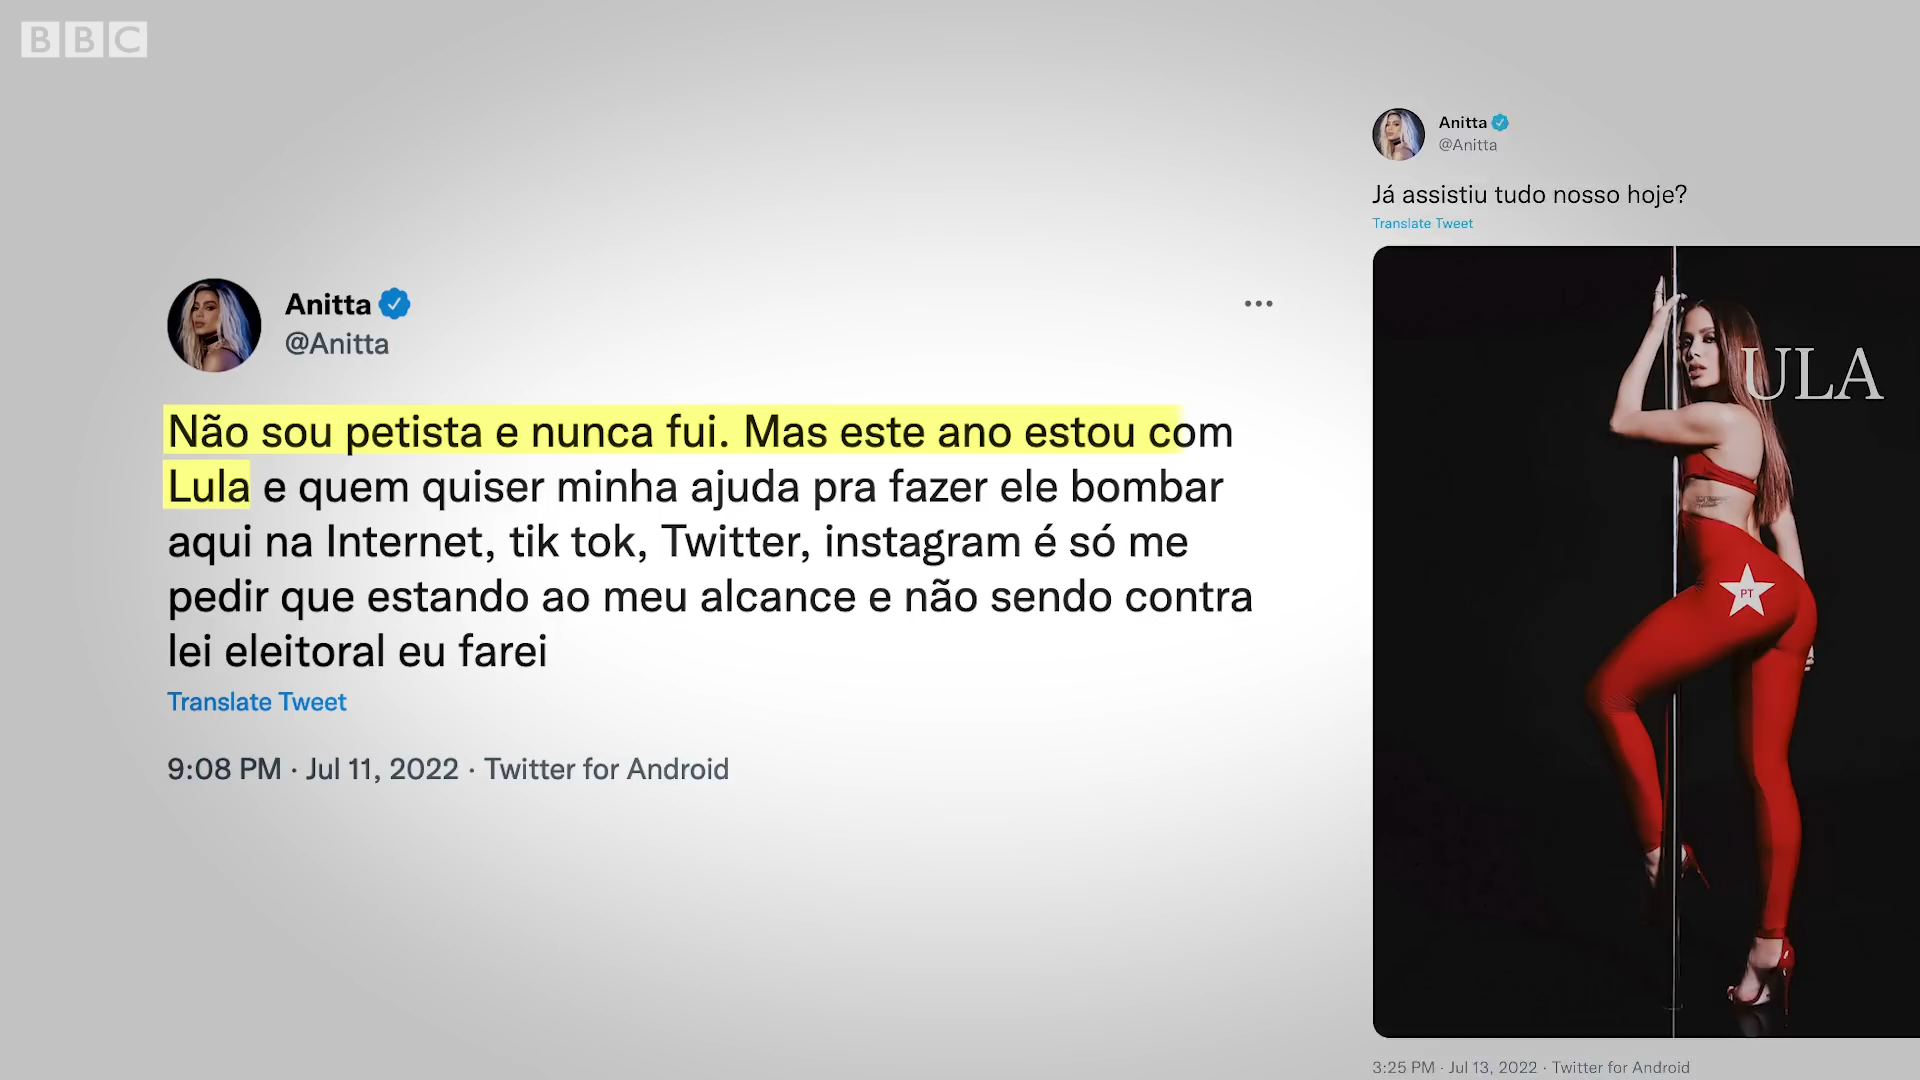 BBC
Anitta
@Anitta
Não sou petista e nunca fui. Mas este ano estou com
Lula e quem quiser minha ajuda pra fazer ele bombar
aqui na Internet, tik tok, Twitter, instagram é só me
pedir que estando ao meu alcance e não sendo contra
lei eleitoral eu farei
Translate Tweet
9:08 PM · Jul 11, 2022 · Twitter for Android
Anitta
@Anitta
Já assistiu tudo nosso hoje?
Translate Tweet
ULA
PT
3:25 PM · Jul 13, 2022 · Twitter for Android